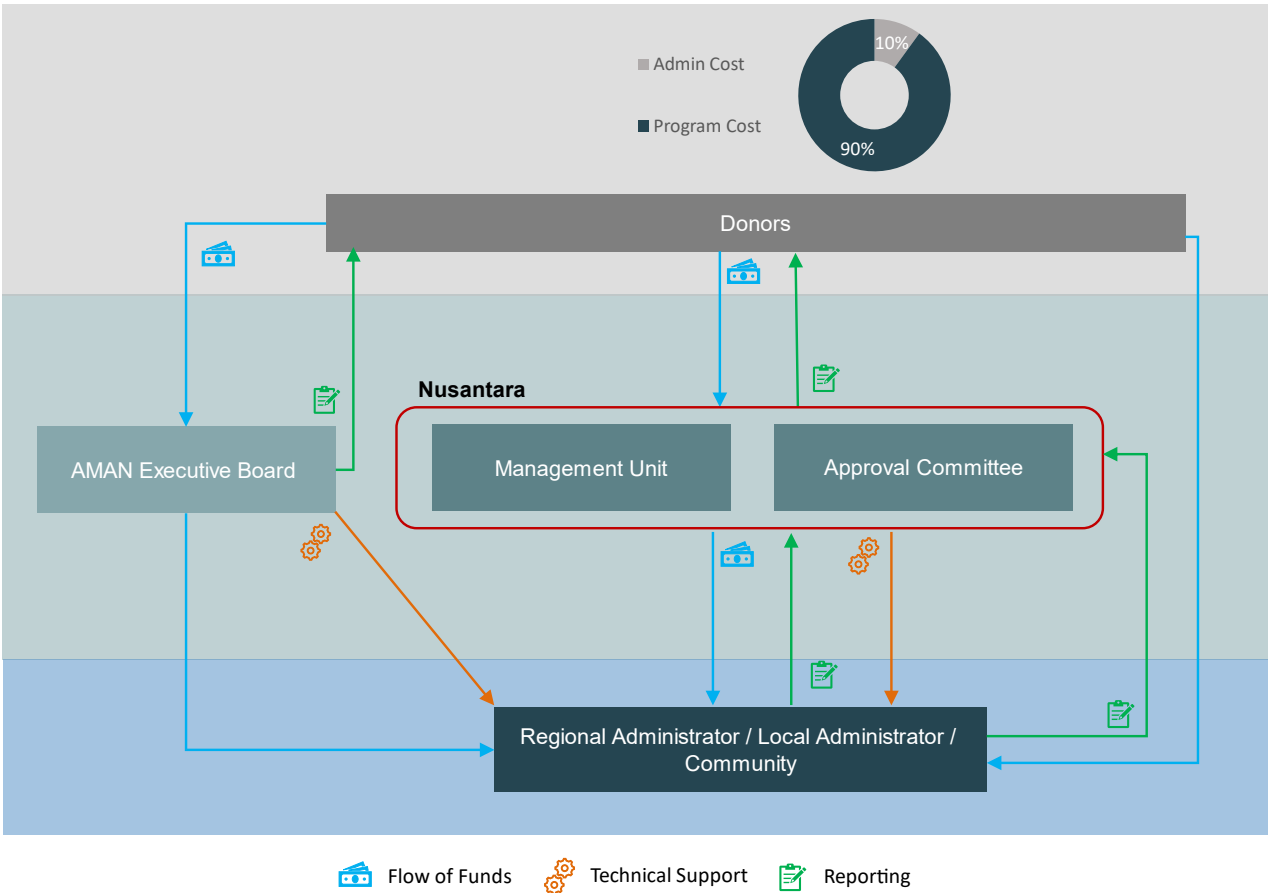 Admin Cost
10%
Program Cost
90%
Donors
Nusantara
AMAN Executive Board
Management Unit
Approval Committee
Regional Administrator / Local Administrator /
Community
Flow of Funds
Technical Support
Reporting